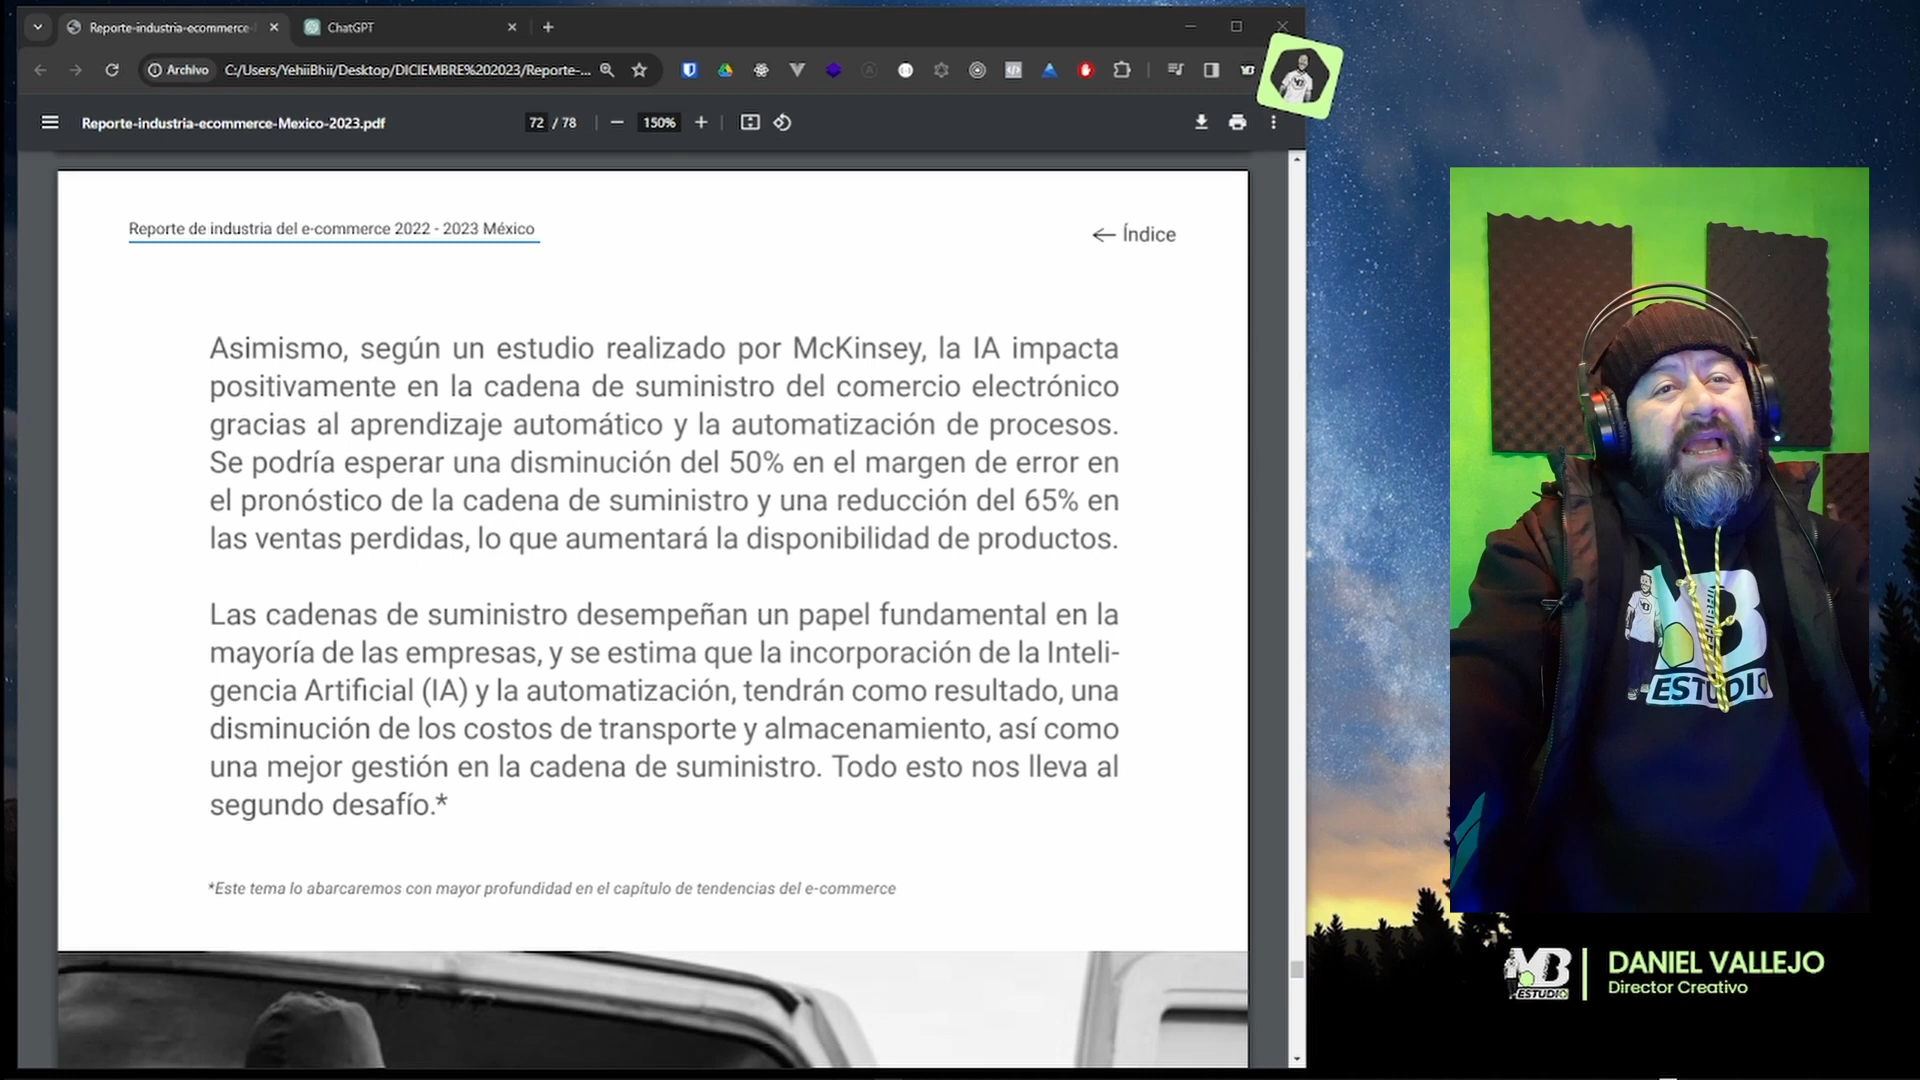 Reporte-industria-ecommerce-
ChatGPT
Archivo
C:/Users/YehiiBhii/Desktop/DICIEMBRE%202023/Reporte-...
Reporte-industria-ecommerce-Mexico-2023.pdf
72 / 78
150%
Reporte de industria del e-commerce 2022 - 2023 México
← Índice
Asimismo, según un estudio realizado por McKinsey, la IA impacta
positivamente en la cadena de suministro del comercio electrónico
gracias al aprendizaje automático y la automatización de procesos.
Se podría esperar una disminución del 50% en el margen de error en
el pronóstico de la cadena de suministro y una reducción del 65% en
las ventas perdidas, lo que aumentará la disponibilidad de productos.
Las cadenas de suministro desempeñan un papel fundamental en la
mayoría de las empresas, y se estima que la incorporación de la Inteli-
gencia Artificial (IA) y la automatización, tendrán como resultado, una
disminución de los costos de transporte y almacenamiento, así como
una mejor gestión en la cadena de suministro. Todo esto nos lleva al
segundo desafío.*
*Este tema lo abarcaremos con mayor profundidad en el capítulo de tendencias del e-commerce
ESTUDIO
MB
ESTUDIO
DANIEL VALLEJO
Director Creativo